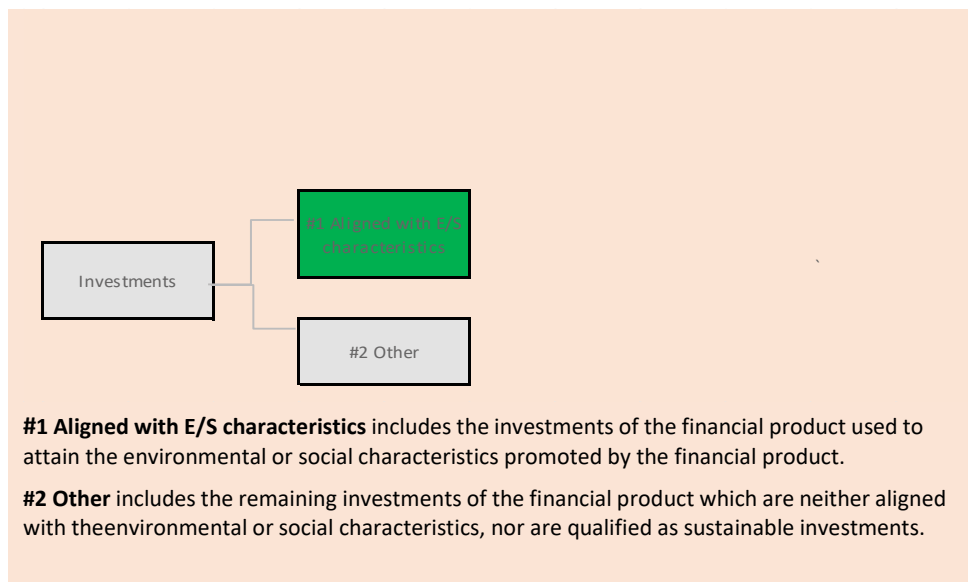 #1 Aligned with E/S
characteristics
Investments
`
#2 Other
#1 Aligned with E/S characteristics includes the investments of the financial product used to
attain the environmental or social characteristics promoted by the financial product.
#2 Other includes the remaining investments of the financial product which are neither aligned
with theenvironmental or social characteristics, nor are qualified as sustainable investments.